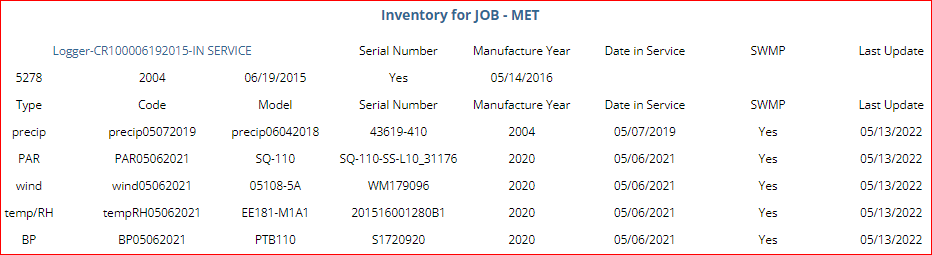 Inventory for JOB - MET
Logger-CR100006192015-IN SERVICE Serial Number Manufacture Year Date in Service SWMP Last Update
5278 2004 06/19/2015 Yes 05/14/2016
Type Code Model Serial Number Manufacture Year Date in Service SWMP Last Update
precip precip05072019 precip06042018 43619-410 2004 05/07/2019 Yes 05/13/2022
PAR PAR05062021 SQ-110 SQ-110-SS-L10_31176 2020 05/06/2021 Yes 05/13/2022
wind wind05062021 05108-5A WM179096 2020 05/06/2021 Yes 05/13/2022
temp/RH tempRH05062021 EE181-M1A1 201516001280B1 2020 05/06/2021 Yes 05/13/2022
BP BP05062021 PTB110 S1720920 2020 05/06/2021 Yes 05/13/2022